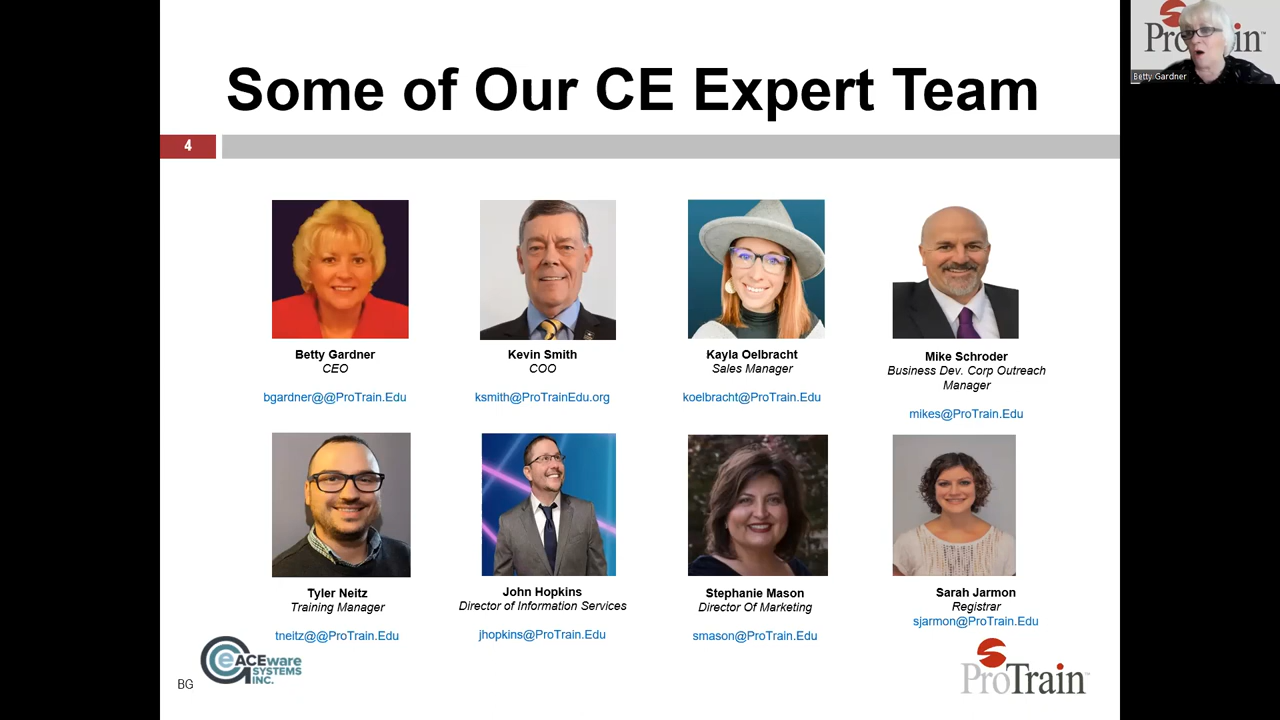 Some of Our CE Expert Team
4
Betty Gardner
CEO
bgardner@@ProTrain.Edu
Kevin Smith
COO
ksmith@ProTrainEdu.org
Kayla Oelbracht
Sales Manager
koelbracht@ProTrain.Edu
Mike Schroder
Business Dev. Corp Outreach
Manager
mikes@ProTrain.Edu
Tyler Neitz
Training Manager
tneitz@@ProTrain.Edu
John Hopkins
Director of Information Services
jhopkins@ProTrain.Edu
Stephanie Mason
Director Of Marketing
smason@ProTrain.Edu
Sarah Jarmon
Registrar
sjarmon@ProTrain.Edu
BG
ACEware
SYSTEMS
INC.
ProTrain™
Betty Gardner